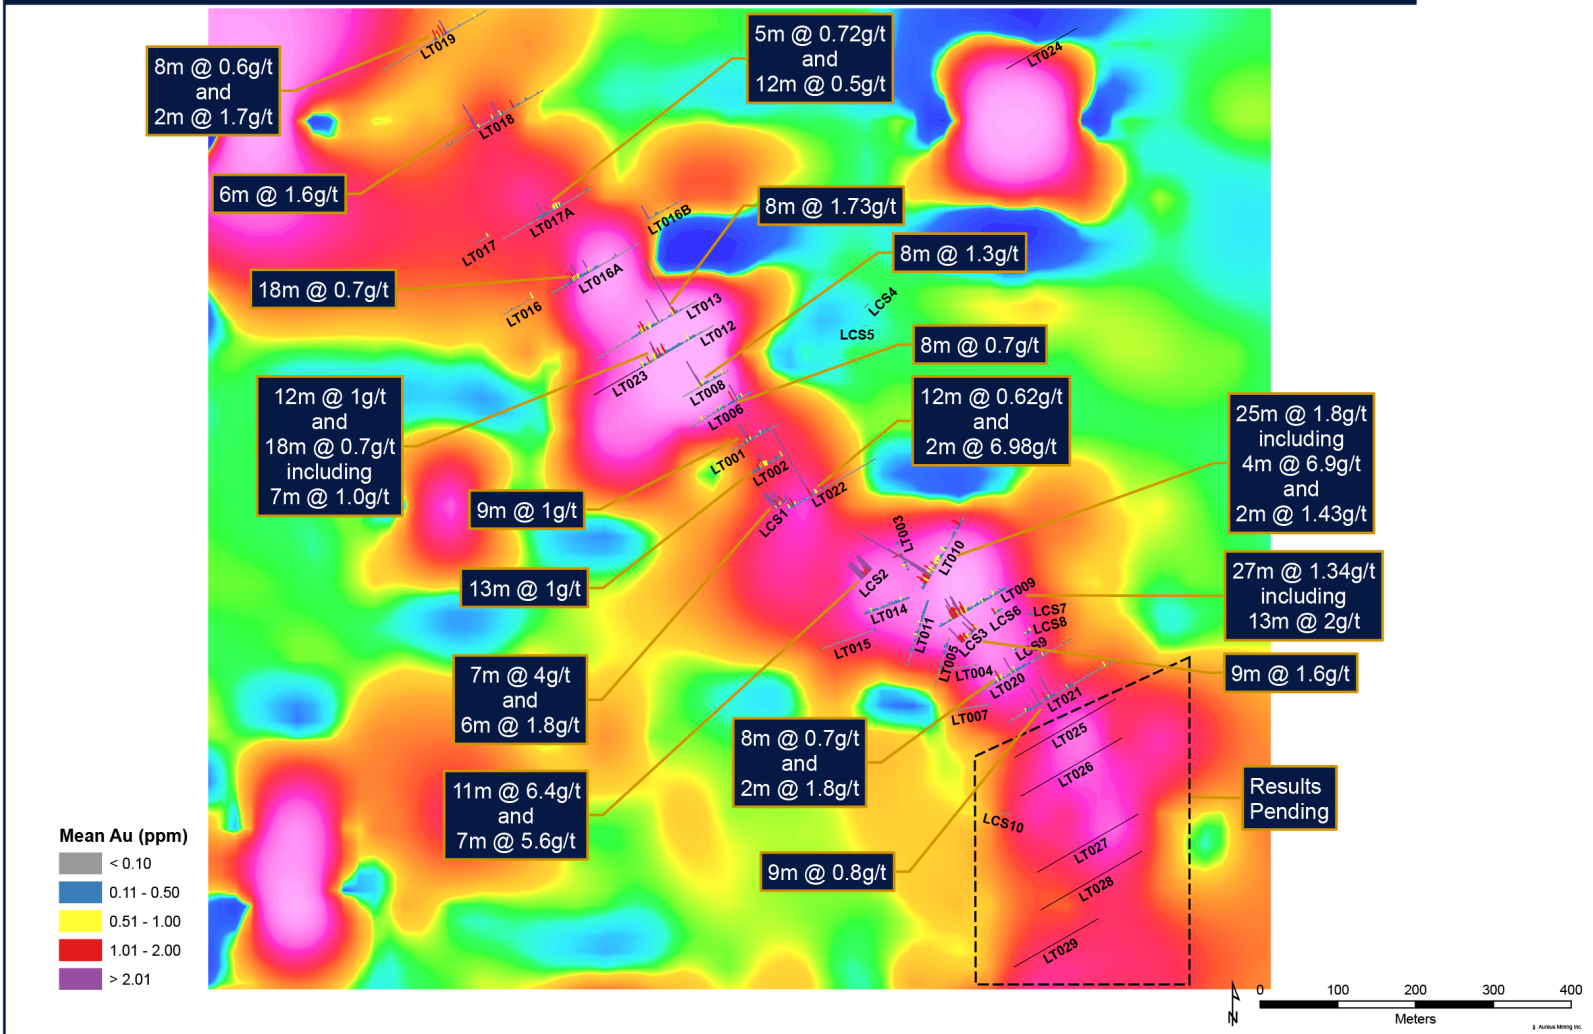 LT019
LT024
8m @ 0.6g/t
and
2m @ 1.7g/t
5m @ 0.72g/t
and
12m @ 0.5g/t
LT018
6m @ 1.6g/t
8m @ 1.73g/t
LT017A
LT016B
LT017
8m @ 1.3g/t
18m @ 0.7g/t
LT016A
LT016
LT013
LCS4
LCS5
LT012
8m @ 0.7g/t
LT023
LT008
LT006
12m @ 1g/t
and
18m @ 0.7g/t
including
7m @ 1.0g/t
12m @ 0.62g/t
and
2m @ 6.98g/t
25m @ 1.8g/t
including
4m @ 6.9g/t
and
2m @ 1.43g/t
LT001
LT002
LT022
9m @ 1g/t
LCS1
LT003
LT010
13m @ 1g/t
LCS2
LT009
27m @ 1.34g/t
including
13m @ 2g/t
LT014
LCS6
LCS7
LCS8
LT011
LCS3
LT015
LT005
LCS9
LT004
LT020
9m @ 1.6g/t
7m @ 4g/t
and
6m @ 1.8g/t
LT021
LT007
8m @ 0.7g/t
and
2m @ 1.8g/t
LT025
LT026
11m @ 6.4g/t
and
7m @ 5.6g/t
Results
Pending
LCS10
LT027
9m @ 0.8g/t
LT028
LT029
Mean Au (ppm)
< 0.10
0.11 - 0.50
0.51 - 1.00
1.01 - 2.00
> 2.01
N
0 100 200 300 400
Meters
Aureus Mining Inc.